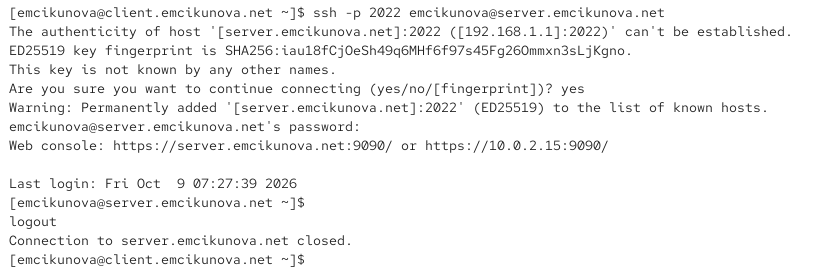 [emcikunova@client.emcikunova.net ~]$ ssh -p 2022 emcikunova@server.emcikunova.net
The authenticity of host '[server.emcikunova.net]:2022 ([192.168.1.1]:2022)' can't be established.
ED25519 key fingerprint is SHA256:iau18fCjOeSh49q6MHf6f97s45Fg26Ommxn3sLjKgno.
This key is not known by any other names.
Are you sure you want to continue connecting (yes/no/[fingerprint])? yes
Warning: Permanently added '[server.emcikunova.net]:2022' (ED25519) to the list of known hosts.
emcikunova@server.emcikunova.net's password:
Web console: https://server.emcikunova.net:9090/ or https://10.0.2.15:9090/

Last login: Fri Oct  9 07:27:39 2026
[emcikunova@server.emcikunova.net ~]$
logout
Connection to server.emcikunova.net closed.
[emcikunova@client.emcikunova.net ~]$